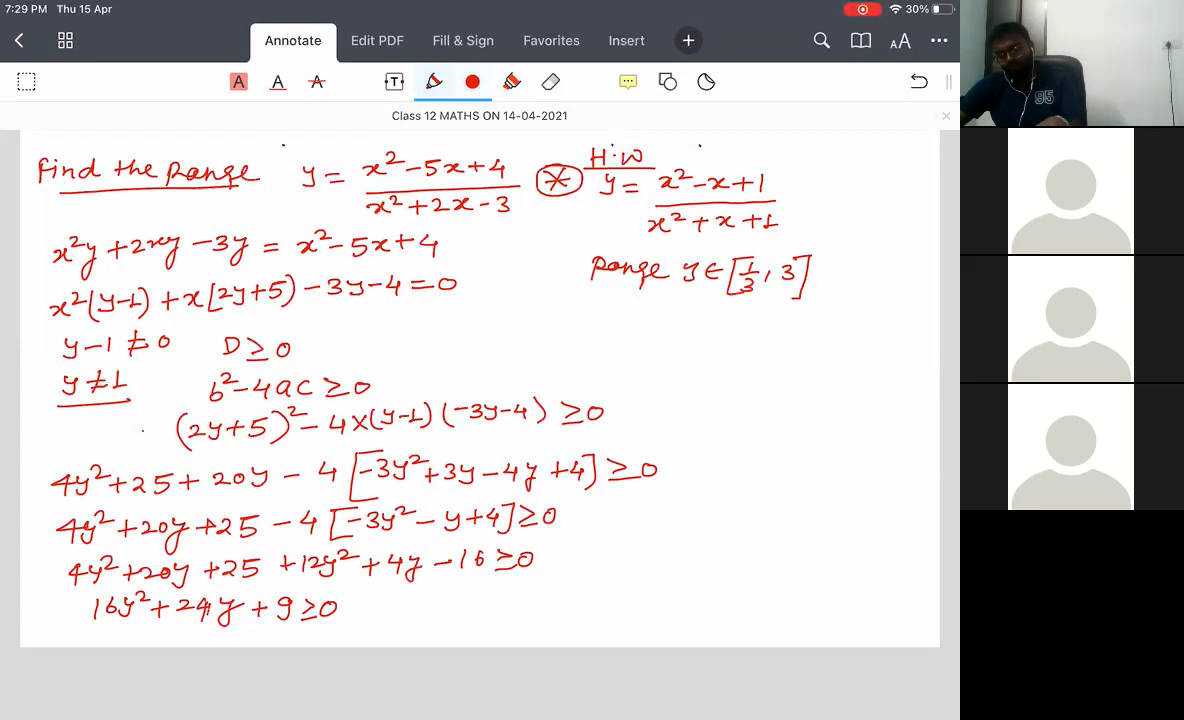 7:29 PM Thu 15 Apr
30%
Annotate Edit PDF Fill & Sign Favorites Insert
Class 12 MATHS ON 14-04-2021
Find the Range y = (x²-5x+4)/(x²+2x-3)
H.W
y = (x²-x+1)/(x²+x+1)
Range y ∈ [1/3, 3]
x²y + 2xy - 3y = x² - 5x + 4
x²(y-1) + x[2y+5) - 3y - 4 = 0
y - 1 ≠ 0 D ≥ 0
y ≠ 1 b² - 4ac ≥ 0
(2y+5)² - 4×(y-1)(-3y-4) ≥ 0
4y² + 25 + 20y - 4[-3y² + 3y - 4y + 4] ≥ 0
4y² + 20y + 25 - 4[-3y² - y + 4] ≥ 0
4y² + 20y + 25 + 12y² + 4y - 16 ≥ 0
16y² + 24y + 9 ≥ 0
95